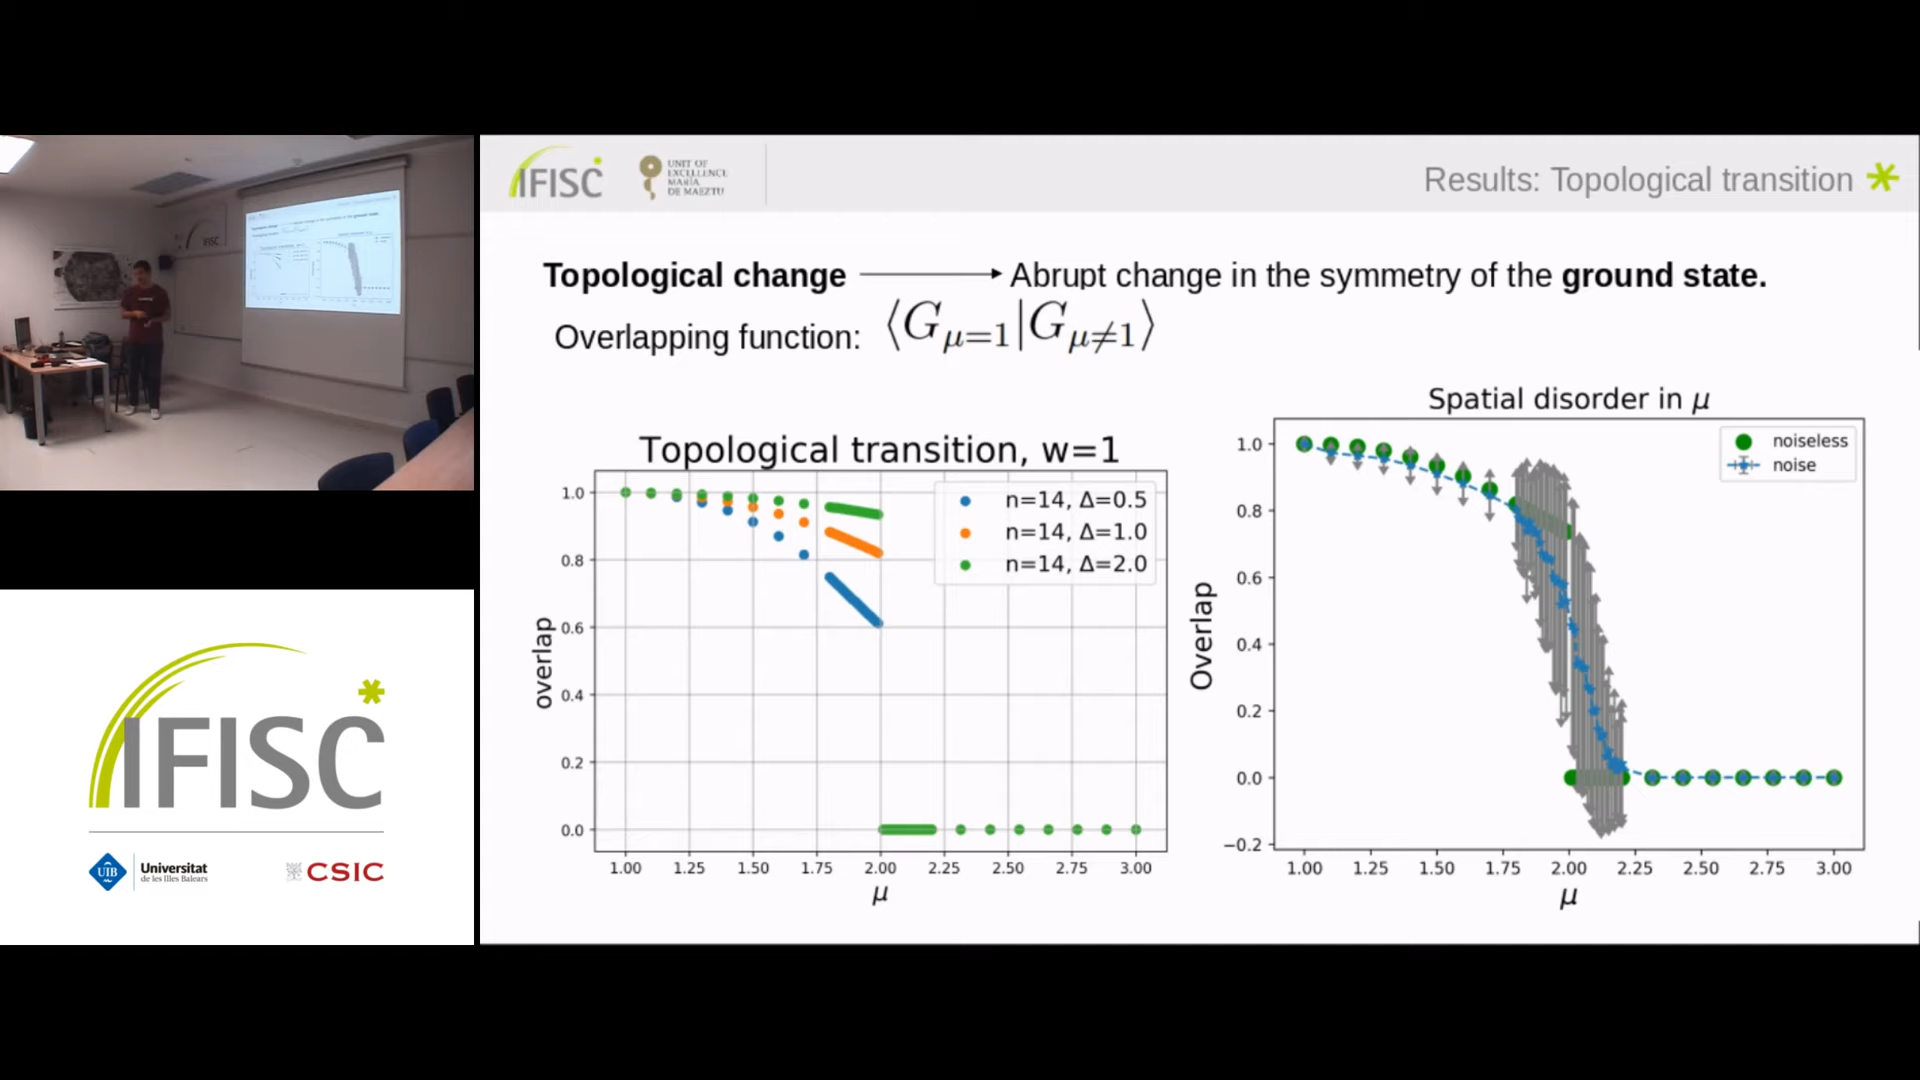 IFISC
UNIT OF
EXCELLENCE
MARÍA
DE MAEZTU
Results: Topological transition
Topological change
Abrupt change in the symmetry of the ground state.
Overlapping function: ⟨G_{μ=1}|G_{μ≠1}⟩
Topological transition, w=1
1.0
0.8
0.6
0.4
0.2
0.0
overlap
n=14, Δ=0.5
n=14, Δ=1.0
n=14, Δ=2.0
1.00 1.25 1.50 1.75 2.00 2.25 2.50 2.75 3.00
μ
Spatial disorder in μ
1.0
0.8
0.6
0.4
0.2
0.0
−0.2
Overlap
noiseless
noise
1.00 1.25 1.50 1.75 2.00 2.25 2.50 2.75 3.00
μ
IFISC
UIB
Universitat
de les Illes Balears
CSIC